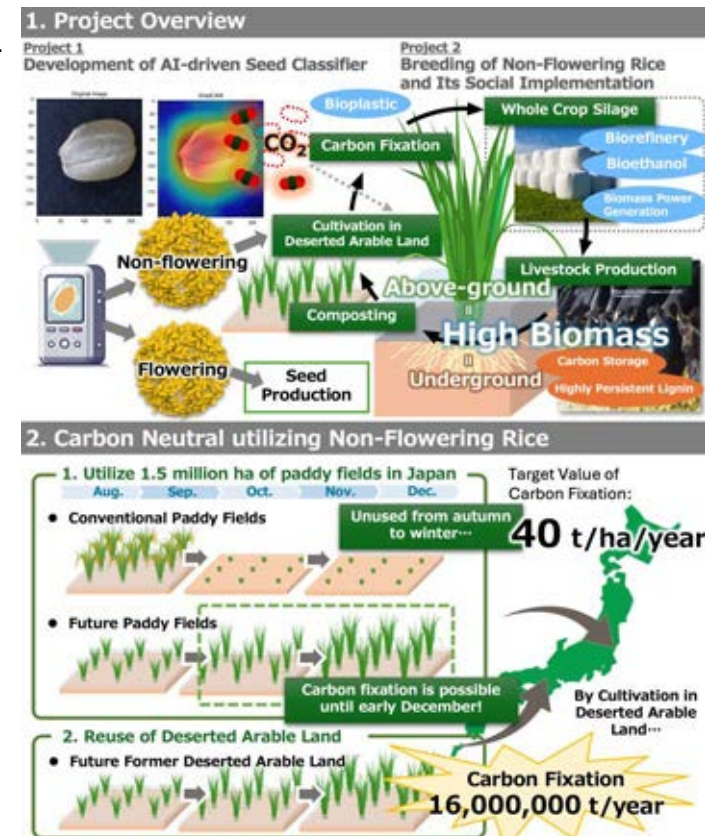 1. Project Overview
Project 1
Development of AI-driven Seed Classifier
Project 2
Breeding of Non-Flowering Rice
and Its Social Implementation
Original Image
Bioplastic
Whole Crop Silage
CO₂
Carbon Fixation
Biorefinery
Bioethanol
Biomass Power
Generation
Cultivation in
Deserted Arable Land
Non-flowering
Livestock Production
Above-ground
Composting
High Biomass
Carbon Storage
Flowering
Seed
Production
Underground
Highly Persistent Lignin
2. Carbon Neutral utilizing Non-Flowering Rice
1. Utilize 1.5 million ha of paddy fields in Japan
Aug. Sep. Oct. Nov. Dec.
Target Value of
Carbon Fixation:
40 t/ha/year
Conventional Paddy Fields
Unused from autumn
to winter…
Future Paddy Fields
Carbon fixation is possible
until early December!
By Cultivation in
Deserted Arable
Land…
2. Reuse of Deserted Arable Land
Future Former Deserted Arable Land
Carbon Fixation
16,000,000 t/year